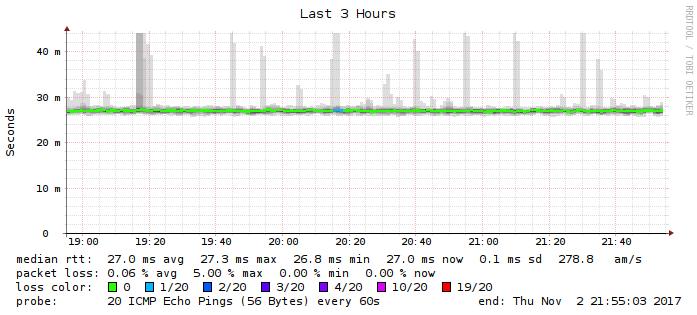 Last 3 Hours
RRDTOOL / TOBI OETIKER
Seconds
40 m
30 m
20 m
10 m
0
19:00 19:20 19:40 20:00 20:20 20:40 21:00 21:20 21:40
median rtt: 27.0 ms avg 27.3 ms max 26.8 ms min 27.0 ms now 0.1 ms sd 278.8 am/s
packet loss: 0.06 % avg 5.00 % max 0.00 % min 0.00 % now
loss color: 0 1/20 2/20 3/20 4/20 10/20 19/20
probe: 20 ICMP Echo Pings (56 Bytes) every 60s end: Thu Nov 2 21:55:03 2017